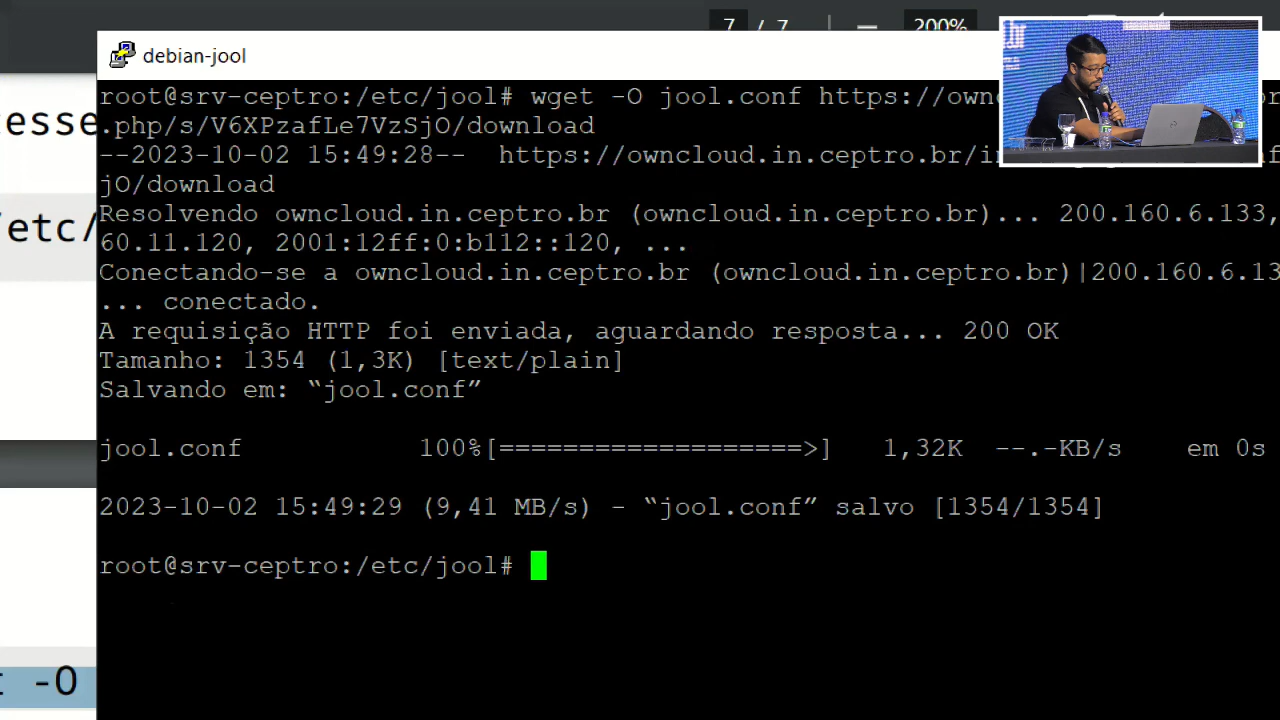 7 / 7 200%
debian-jool
root@srv-ceptro:/etc/jool# wget -O jool.conf https://own
.php/s/V6XPzafLe7VzSjO/download
--2023-10-02 15:49:28-- https://owncloud.in.ceptro.br/in
jO/download
Resolvendo owncloud.in.ceptro.br (owncloud.in.ceptro.br)... 200.160.6.133,
60.11.120, 2001:12ff:0:b112::120, ...
Conectando-se a owncloud.in.ceptro.br (owncloud.in.ceptro.br)|200.160.6.13
... conectado.
A requisição HTTP foi enviada, aguardando resposta... 200 OK
Tamanho: 1354 (1,3K) [text/plain]
Salvando em: “jool.conf”
jool.conf 100%[===================>] 1,32K --.-KB/s em 0s
2023-10-02 15:49:29 (9,41 MB/s) - “jool.conf” salvo [1354/1354]
root@srv-ceptro:/etc/jool#
esse
/etc/
-O